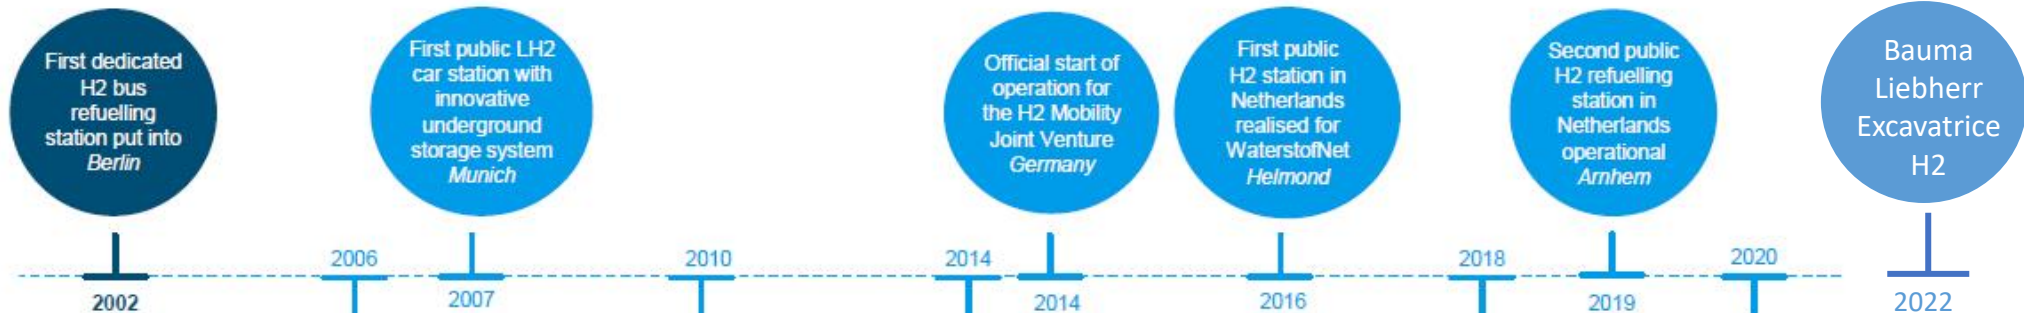 First dedicated
H2 bus
refuelling
station put into
Berlin
First public LH2
car station with
innovative
underground
storage system
Munich
Official start of
operation for
the H2 Mobility
Joint Venture
Germany
First public
H2 station in
Netherlands
realised for
WaterstofNet
Helmond
Second public
H2 refuelling
station in
Netherlands
operational
Arnhem
Bauma
Liebherr
Excavatrice
H2
2006
2010
2014
2018
2020
2002
2007
2014
2016
2019
2022